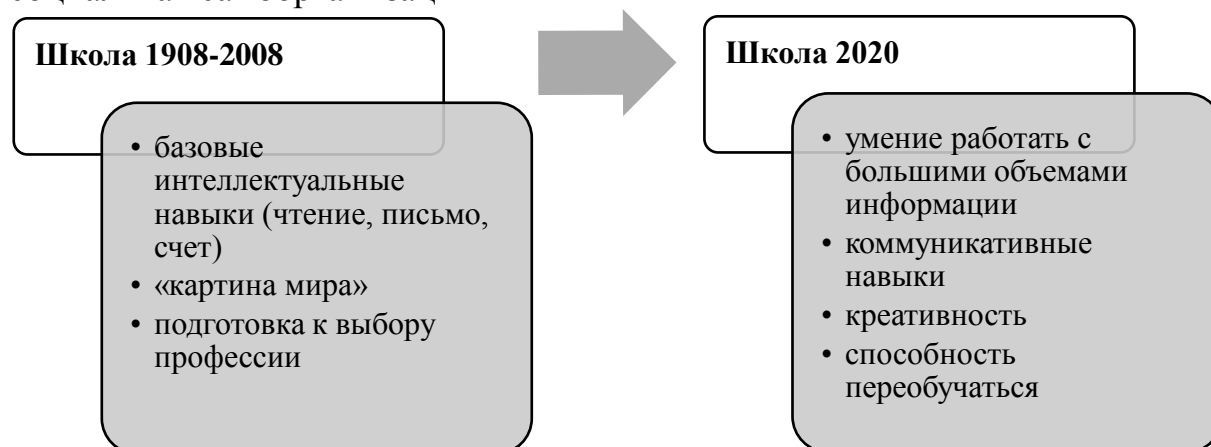 Школа 1908-2008
• базовые
интеллектуальные
навыки (чтение, письмо,
счет)
• «картина мира»
• подготовка к выбору
профессии
Школа 2020
• умение работать с
большими объемами
информации
• коммуникативные
навыки
• креативность
• способность
переобучаться